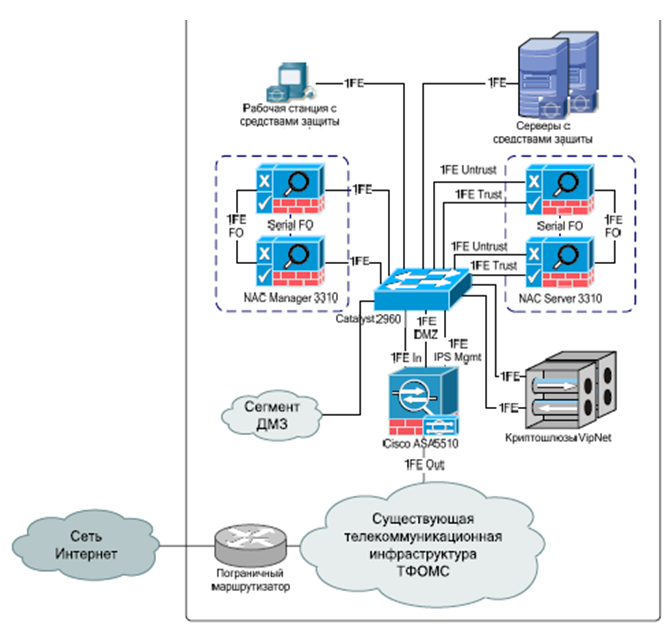 1FE
1FE
Рабочая станция с
средствами защиты
Серверы с
средствами защиты
1FE
FO
Serial FO
NAC Manager 3310
1FE
1FE
1FE Untrust
1FE Trust
1FE Untrust
1FE Trust
Serial FO
NAC Server 3310
1FE
FO
Catalyst 2960
1FE In
1FE
DMZ
1FE
IPS Mgmt
1FE
1FE
Криптошлюзы VipNet
Сегмент
ДМЗ
Cisco ASA5510
1FE Out
Существующая
телекоммуникационная
инфраструктура
ТФОМС
Сеть
Интернет
Пограничный
маршрутизатор